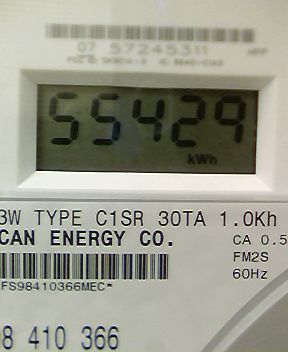 07 57245311
55429
kWh
3W TYPE C1SR 30TA 1.0Kh
CAN ENERGY CO.
CA 0.5
FM2S
60Hz
FS98410366MEC*
98 410 366